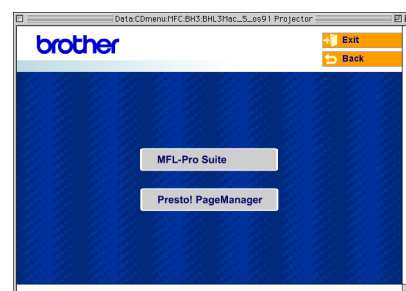 Data:CDmenu:MFC:BH3:BHL3Mac_5_os91 Projector
brother
Exit
Back
MFL-Pro Suite
Presto! PageManager